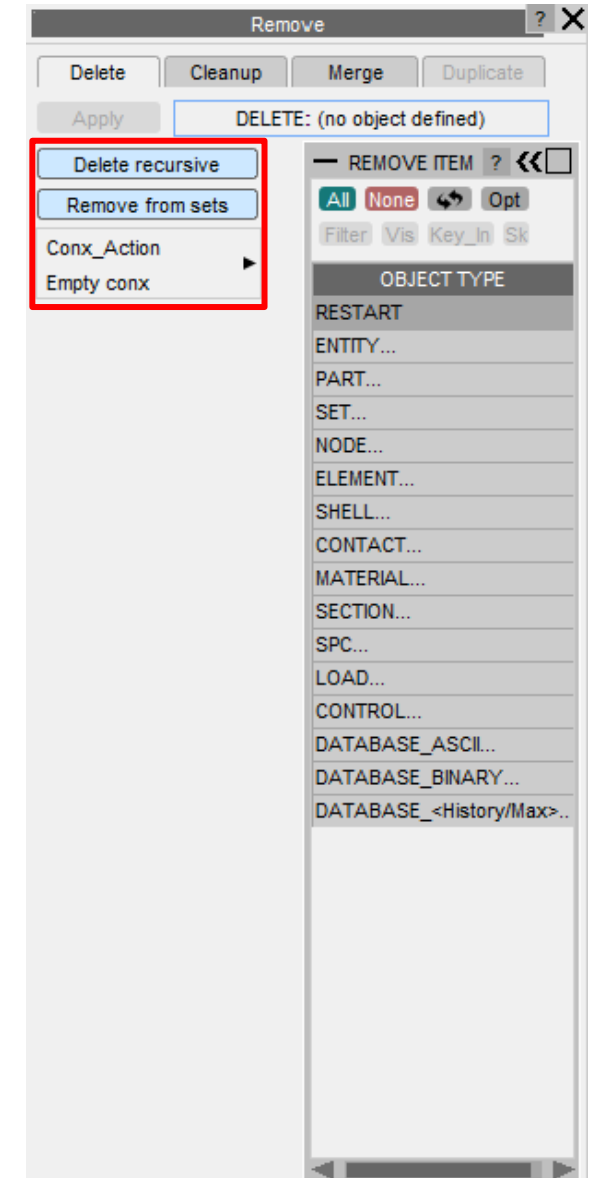 Remove ?
Delete Cleanup Merge Duplicate
Apply DELETE: (no object defined)
Delete recursive
Remove from sets
Conx_Action
Empty conx
REMOVE ITEM ?
All None Opt
Filter Vis Key_In Sk
OBJECT TYPE
RESTART
ENTITY...
PART...
SET...
NODE...
ELEMENT...
SHELL...
CONTACT...
MATERIAL...
SECTION...
SPC...
LOAD...
CONTROL...
DATABASE_ASCII...
DATABASE_BINARY...
DATABASE_<History/Max>..